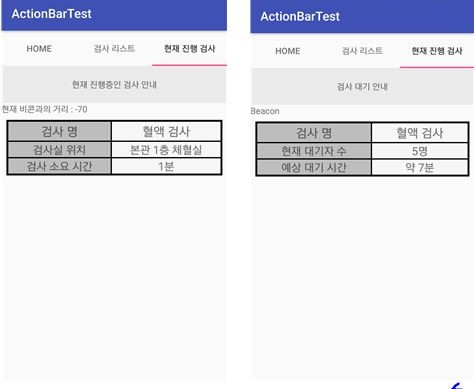 ActionBarTest
HOME 검사 리스트 현재 진행 검사
현재 진행중인 검사 안내
현재 비콘과의 거리 : -70
검사 명 혈액 검사
검사실 위치 본관 1층 체혈실
검사 소요 시간 1분
ActionBarTest
HOME 검사 리스트 현재 진행 검사
검사 대기 안내
Beacon
검사 명 혈액 검사
현재 대기자 수 5명
예상 대기 시간 약 7분